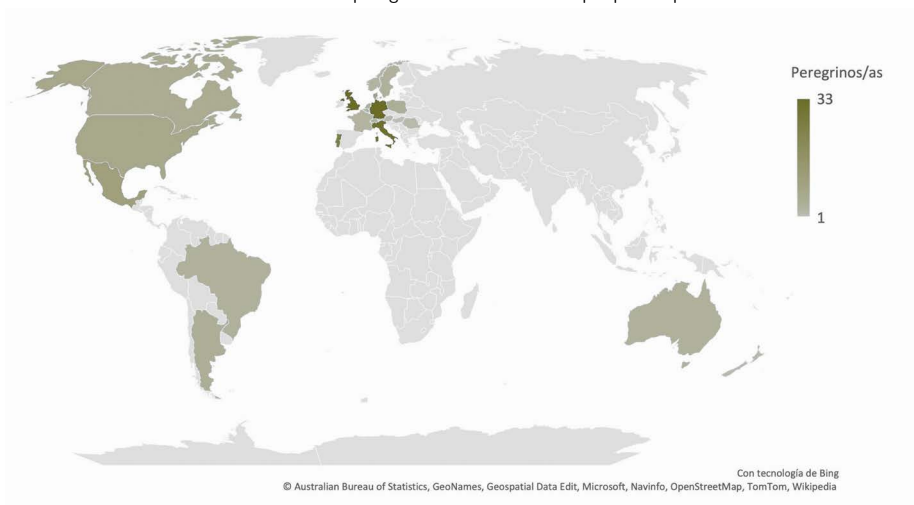 Peregrinos/as
33
1
Con tecnología de Bing
© Australian Bureau of Statistics, GeoNames, Geospatial Data Edit, Microsoft, Navinfo, OpenStreetMap, TomTom, Wikipedia